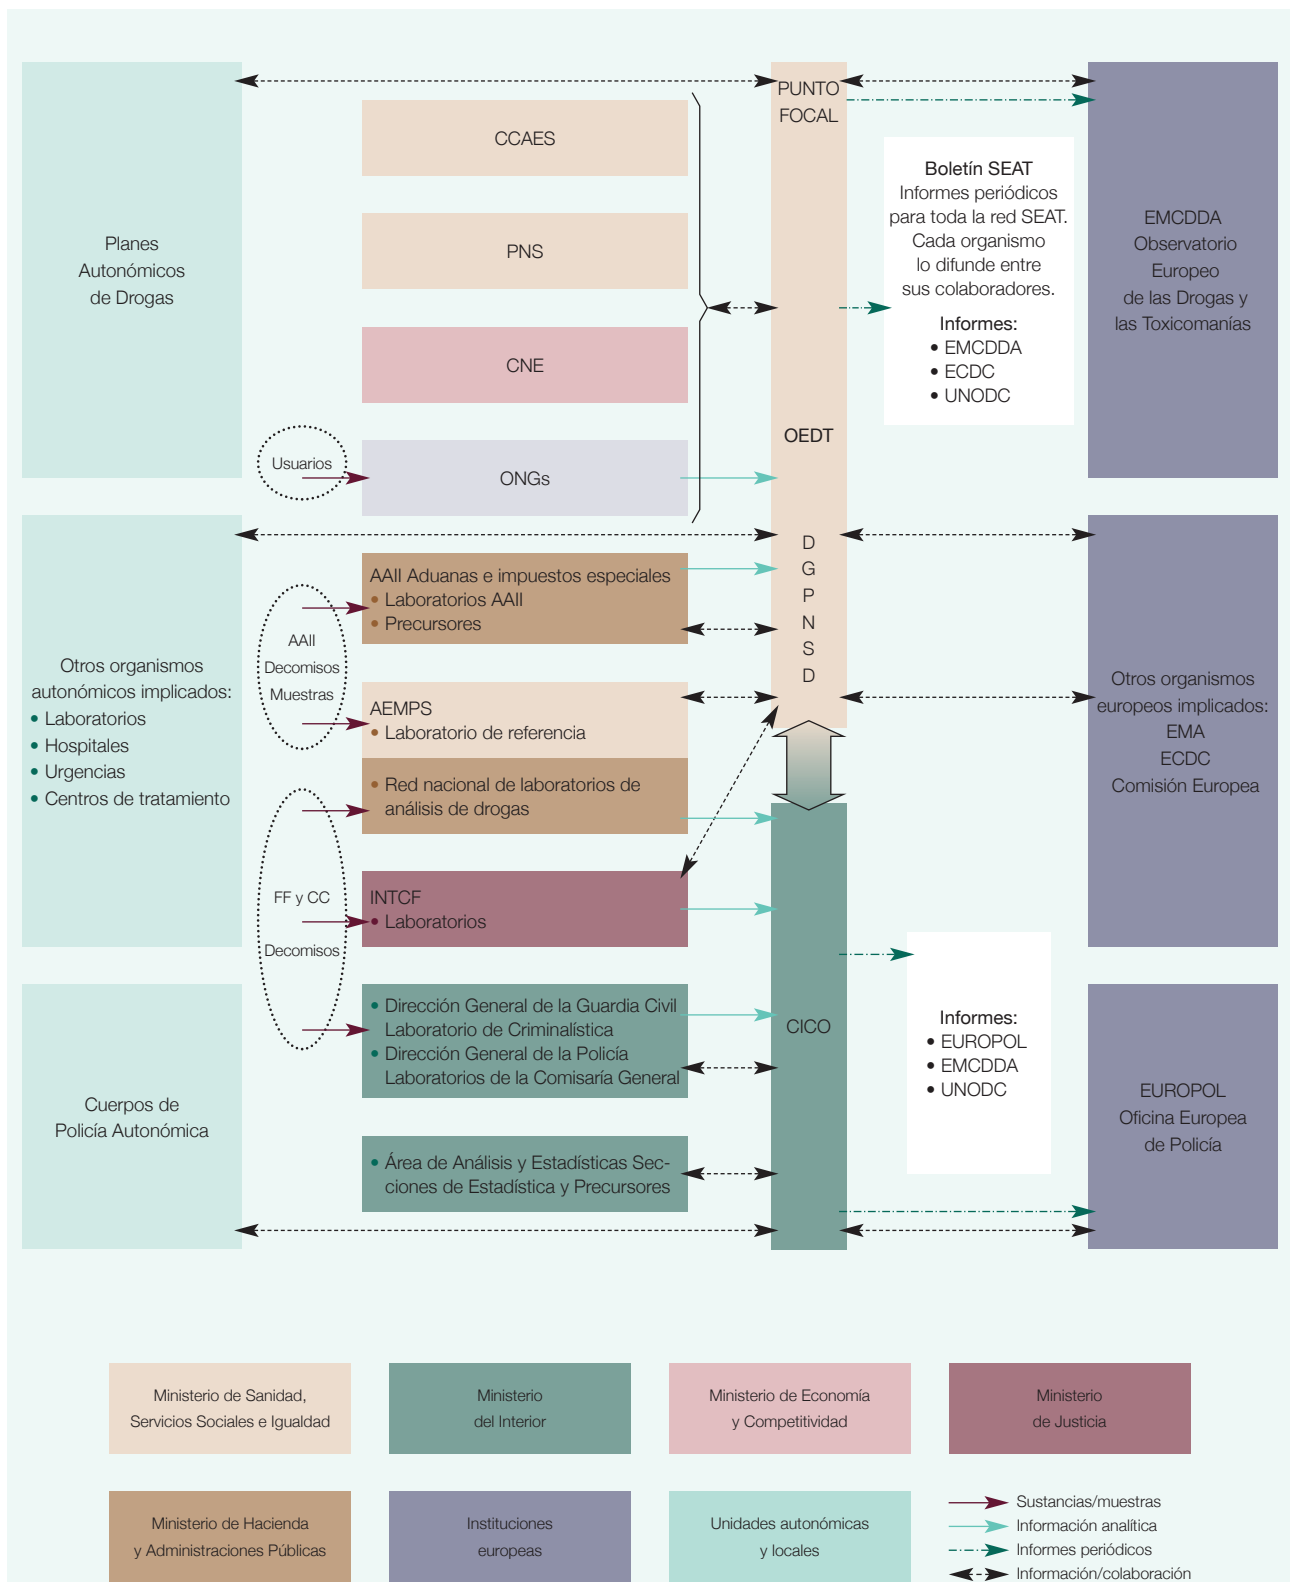 Planes
Autonómicos
de Drogas
CCAES
PNS
CNE
Usuarios
ONGs
PUNTO
FOCAL
OEDT
D
G
P
N
S
D
Boletín SEAT
Informes periódicos
para toda la red SEAT.
Cada organismo
lo difunde entre
sus colaboradores.
Informes:
• EMCDDA
• ECDC
• UNODC
EMCDDA
Observatorio
Europeo
de las Drogas y
las Toxicomanías
Otros organismos
autonómicos implicados:
• Laboratorios
• Hospitales
• Urgencias
• Centros de tratamiento
AAII
Decomisos
Muestras
AAII Aduanas e impuestos especiales
• Laboratorios AAII
• Precursores
AEMPS
• Laboratorio de referencia
• Red nacional de laboratorios de
análisis de drogas
FF y CC
Decomisos
INTCF
• Laboratorios
Otros organismos
europeos implicados:
EMA
ECDC
Comisión Europea
Cuerpos de
Policía Autonómica
• Dirección General de la Guardia Civil
Laboratorio de Criminalística
• Dirección General de la Policía
Laboratorios de la Comisaría General
• Área de Análisis y Estadísticas Sec-
ciones de Estadística y Precursores
CICO
Informes:
• EUROPOL
• EMCDDA
• UNODC
EUROPOL
Oficina Europea
de Policía
Ministerio de Sanidad,
Servicios Sociales e Igualdad
Ministerio
del Interior
Ministerio de Economía
y Competitividad
Ministerio
de Justicia
Ministerio de Hacienda
y Administraciones Públicas
Instituciones
europeas
Unidades autonómicas
y locales
Sustancias/muestras
Información analítica
Informes periódicos
Información/colaboración